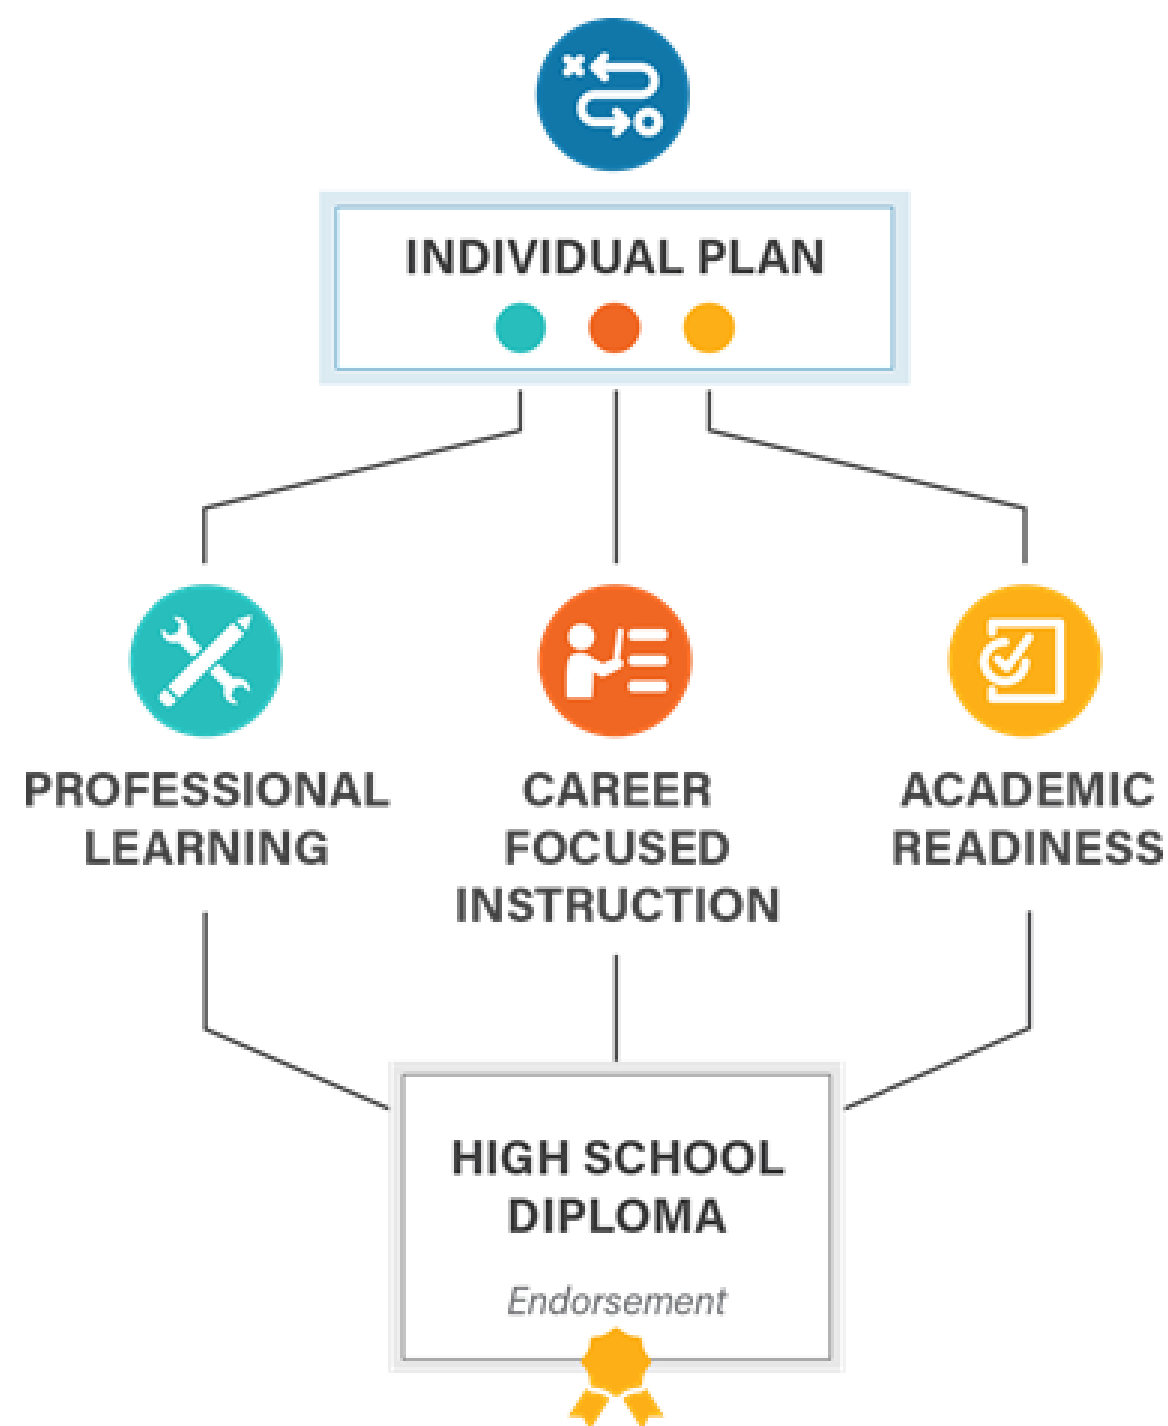 INDIVIDUAL PLAN
PROFESSIONAL
LEARNING
CAREER
FOCUSED
INSTRUCTION
ACADEMIC
READINESS
HIGH SCHOOL
DIPLOMA
Endorsement